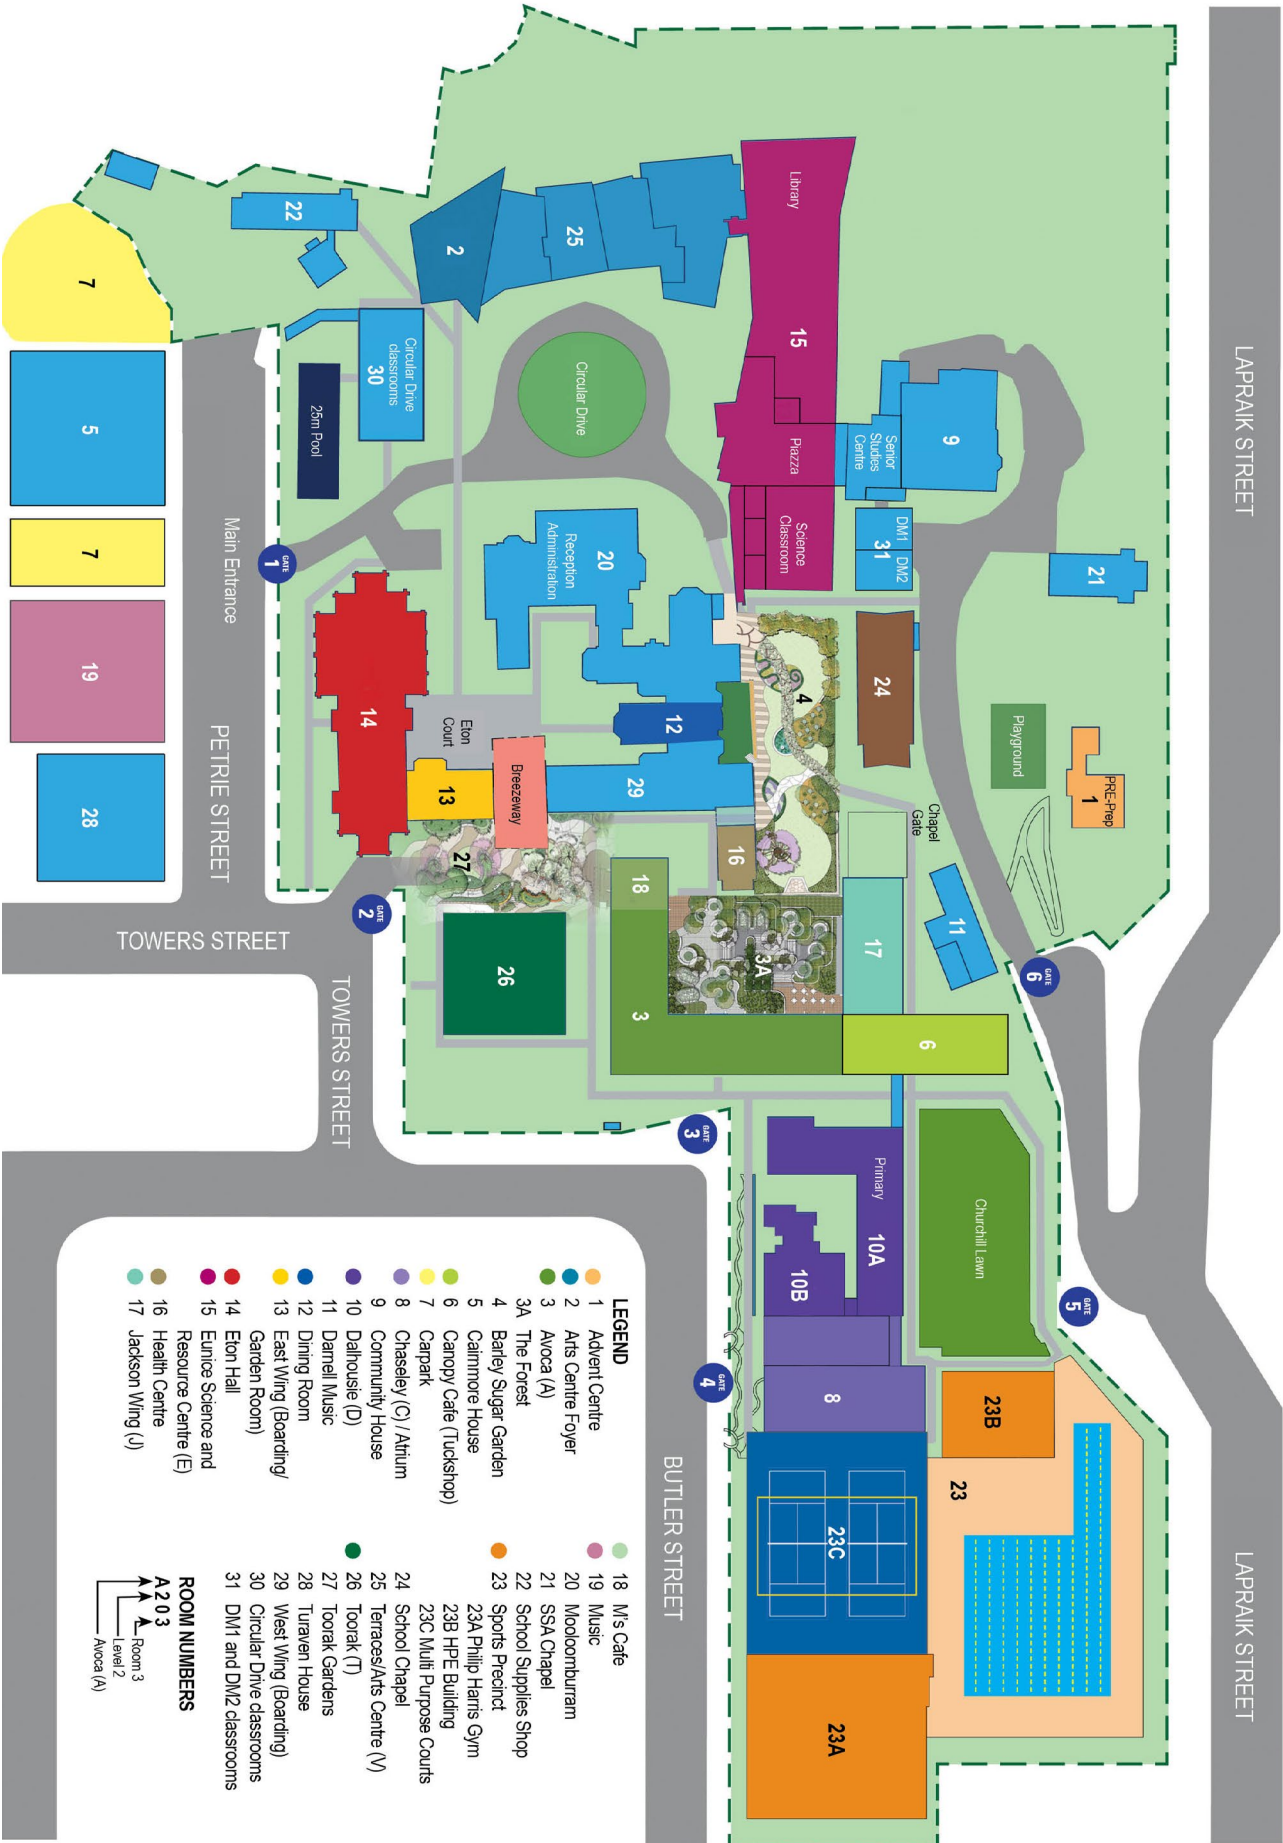 LAPRAIK STREET
LAPRAIK STREET
LAPRAIK STREET
21
PRE-Prep
1
Playground
GATE
6
GATE
5
9
Senior
Studies
Centre
DM1
DM2
31
24
Chapel
Gate
11
Churchill Lawn
23B
23
Library
15
Piazza
Science
Classroom
4
17
6
Primary
10A
10B
8
23C
23A
3A
16
GATE
3
GATE
4
25
Circular Drive
20
Reception
Administration
12
29
18
3
2
Breezeway
26
Eton
Court
13
27
Circular Drive
classrooms
30
25m Pool
14
GATE
1
GATE
2
22
Main Entrance
PETRIE STREET
TOWERS STREET
TOWERS STREET
BUTLER STREET
7
5
7
19
28
LEGEND
1 Advent Centre
2 Arts Centre Foyer
3 Avoca (A)
3A The Forest
4 Barley Sugar Garden
5 Cairnmore House
6 Canopy Cafe (Tuckshop)
7 Carpark
8 Chaseley (C) / Atrium
9 Community House
10 Dalhousie (D)
11 Darnell Music
12 Dining Room
13 East Wing (Boarding/
Garden Room)
14 Eton Hall
15 Eunice Science and
Resource Centre (E)
16 Health Centre
17 Jackson Wing (J)
18 M's Cafe
19 Music
20 Mooloomburram
21 SSA Chapel
22 School Supplies Shop
23 Sports Precinct
23A Philip Harris Gym
23B HPE Building
23C Multi Purpose Courts
24 School Chapel
25 Terraces/Arts Centre (V)
26 Toorak (T)
27 Toorak Gardens
28 Turaven House
29 West Wing (Boarding)
30 Circular Drive classrooms
31 DM1 and DM2 classrooms
ROOM NUMBERS
A 2 0 3
Room 3
Level 2
Avoca (A)